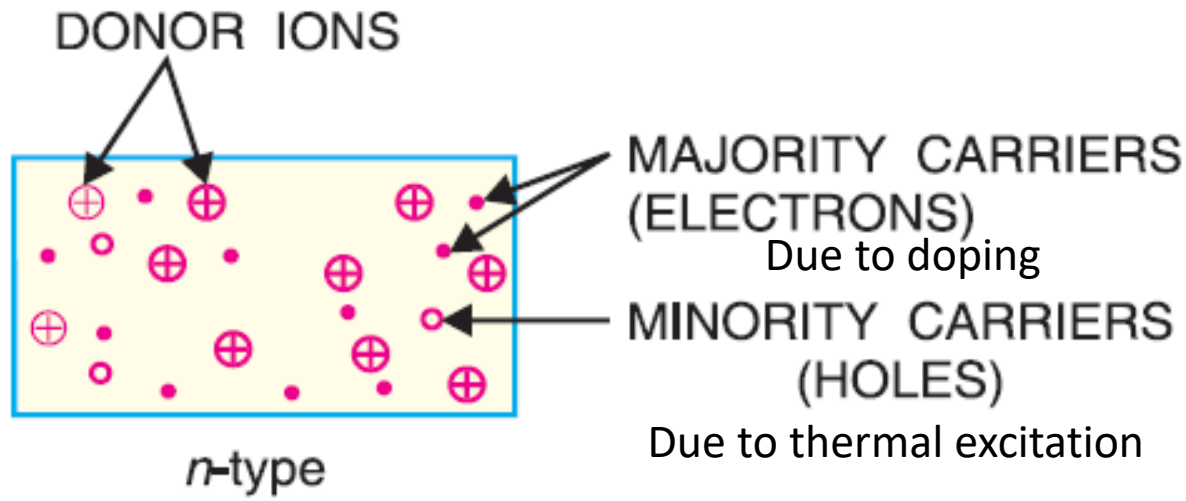 DONOR IONS
MAJORITY CARRIERS
(ELECTRONS)
Due to doping
MINORITY CARRIERS
(HOLES)
Due to thermal excitation
n-type